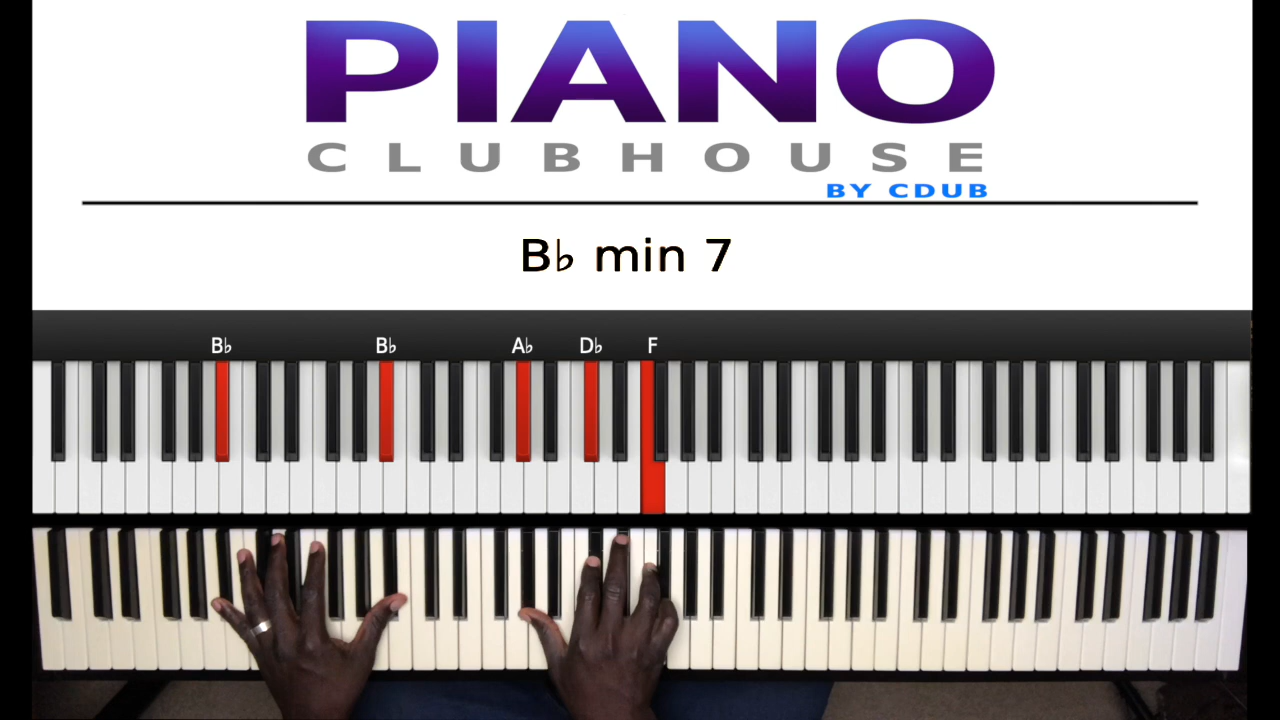 PIANO
CLUBHOUSE
BY CDUB
B♭ min 7
B♭ B♭ A♭ D♭ F